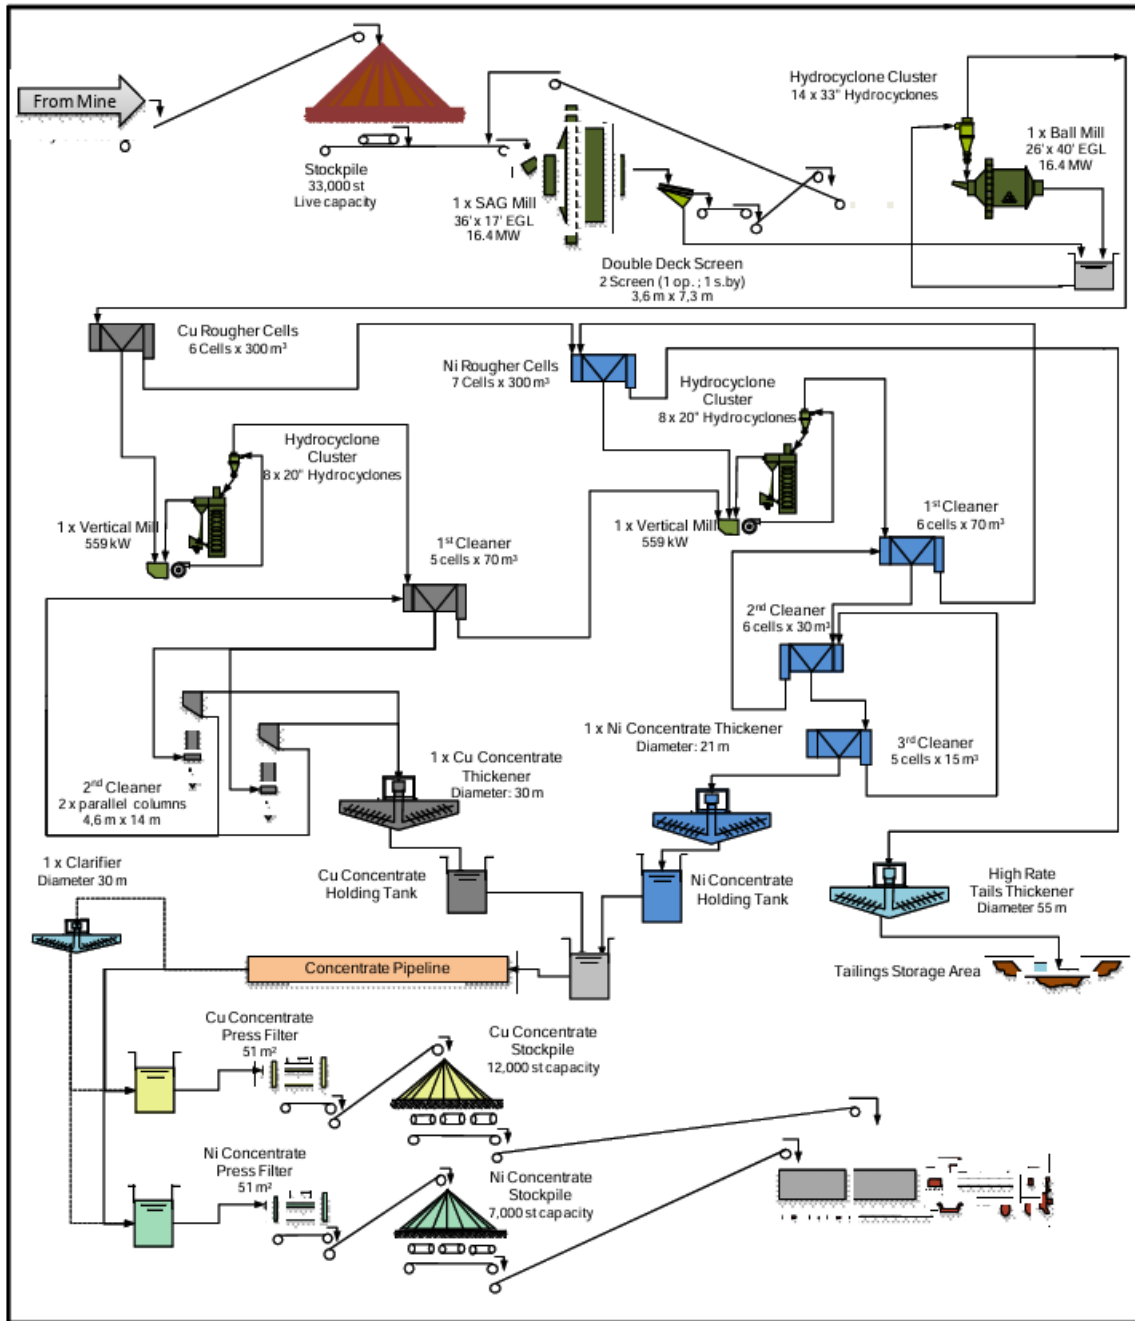 From Mine
Stockpile
33,000 st
Live capacity
1 x SAG Mill
36' x 17' EGL
16.4 MW
Double Deck Screen
2 Screen (1 op. ; 1 s.by)
3,6 m x 7,3 m
Hydrocyclone Cluster
14 x 33" Hydrocyclones
1 x Ball Mill
26' x 40' EGL
16.4 MW
Cu Rougher Cells
6 Cells x 300 m³
Ni Rougher Cells
7 Cells x 300 m³
Hydrocyclone
Cluster
8 x 20" Hydrocyclones
Hydrocyclone
Cluster
8 x 20" Hydrocyclones
1 x Vertical Mill
559 kW
1st Cleaner
5 cells x 70 m³
1 x Vertical Mill
559 kW
1st Cleaner
6 cells x 70 m³
2nd Cleaner
6 cells x 30 m³
3rd Cleaner
5 cells x 15 m³
2nd Cleaner
2 x parallel columns
4,6 m x 14 m
1 x Cu Concentrate
Thickener
Diameter: 30 m
1 x Ni Concentrate Thickener
Diameter: 21 m
Cu Concentrate
Holding Tank
Ni Concentrate
Holding Tank
High Rate
Tails Thickener
Diameter 55 m
Tailings Storage Area
1 x Clarifier
Diameter 30 m
Concentrate Pipeline
Cu Concentrate
Press Filter
51 m²
Cu Concentrate
Stockpile
12,000 st capacity
Ni Concentrate
Press Filter
51 m²
Ni Concentrate
Stockpile
7,000 st capacity